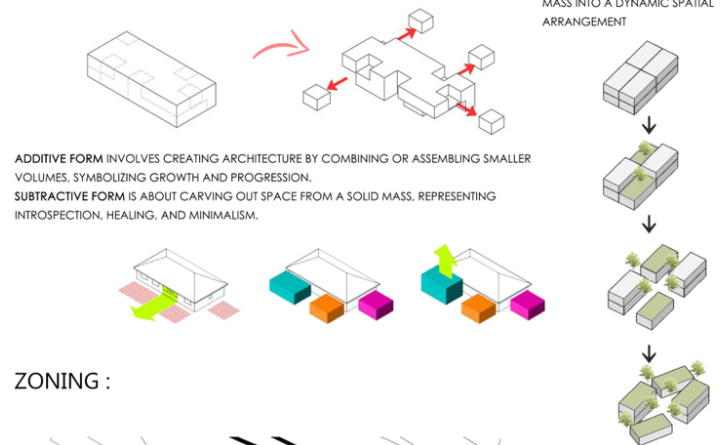 MASS INTO A DYNAMIC SPATIAL
ARRANGEMENT
ADDITIVE FORM INVOLVES CREATING ARCHITECTURE BY COMBINING OR ASSEMBLING SMALLER
VOLUMES, SYMBOLIZING GROWTH AND PROGRESSION.
SUBTRACTIVE FORM IS ABOUT CARVING OUT SPACE FROM A SOLID MASS, REPRESENTING
INTROSPECTION, HEALING, AND MINIMALISM.
ZONING :